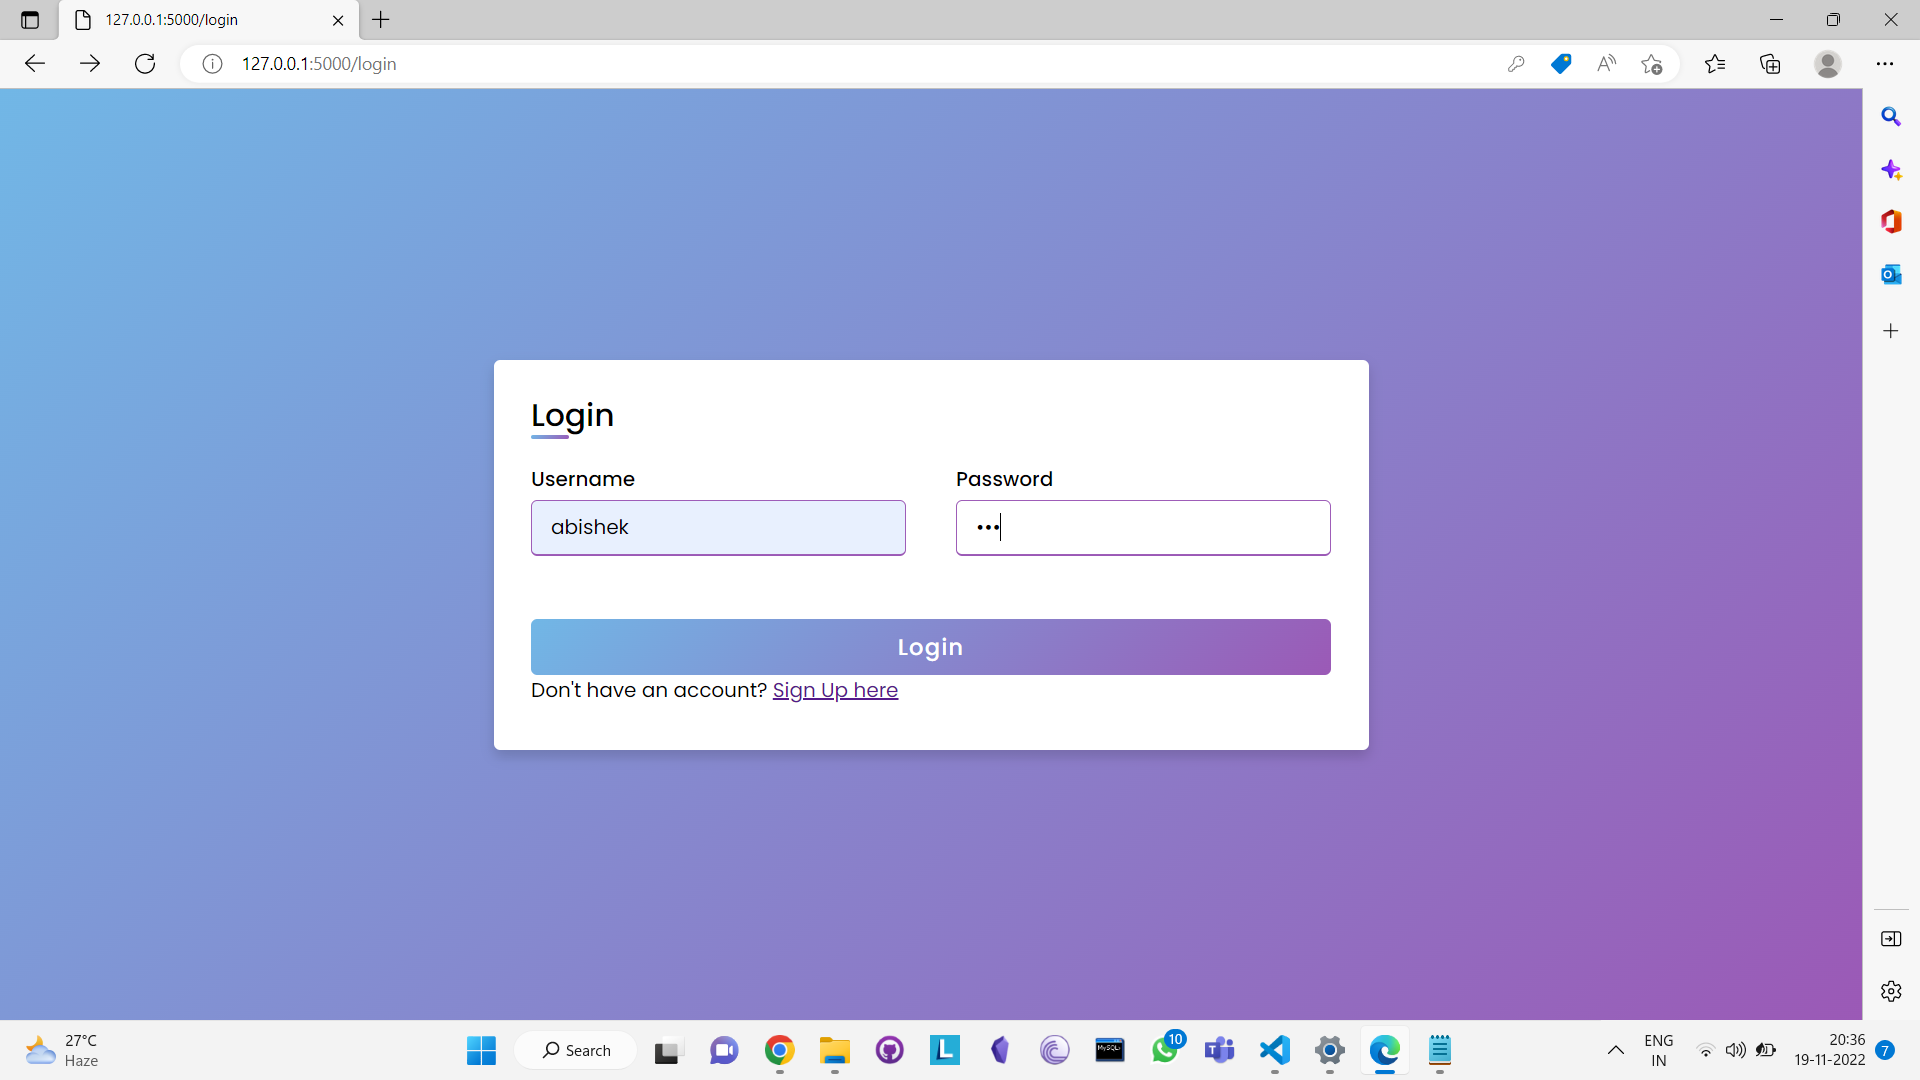 127.0.0.1:5000/login
127.0.0.1:5000/login
Login
Username
Password
abishek
Login
Don't have an account? Sign Up here
27°C
Haze
Search
MySQL
10
ENG
IN
20:36
19-11-2022
7